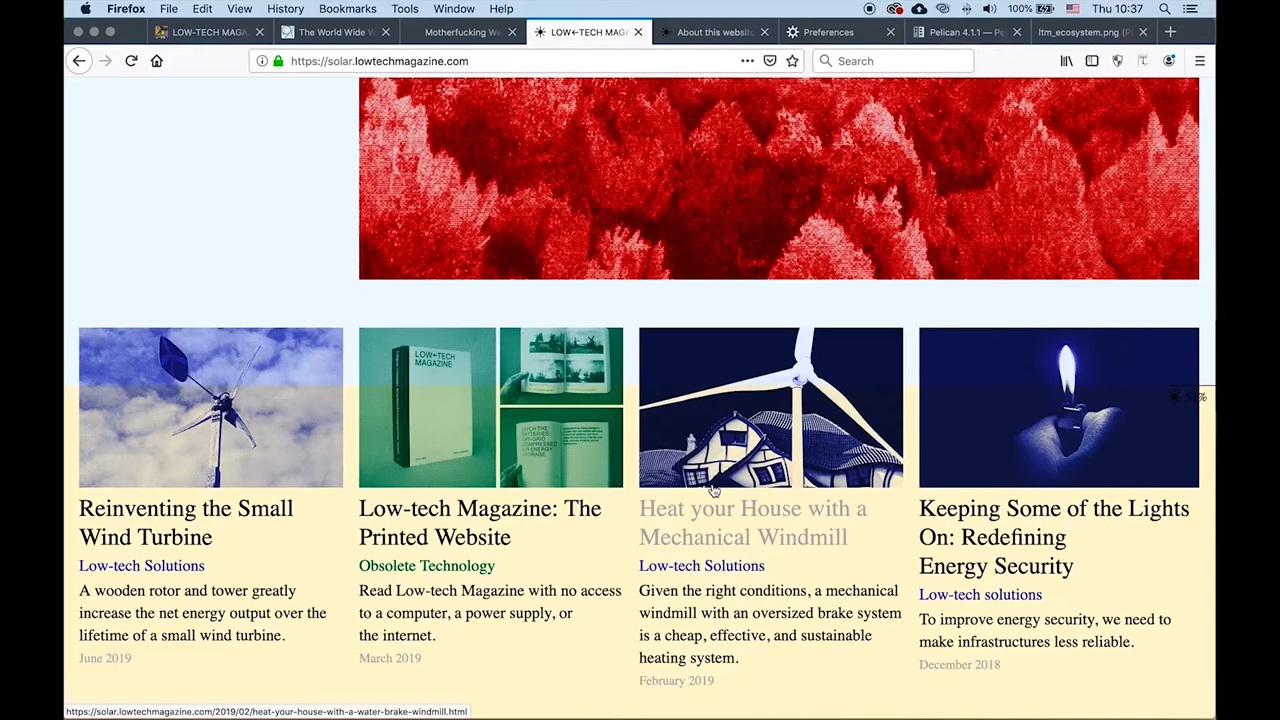 Firefox File Edit View History Bookmarks Tools Window Help 100% Thu 10:37
LOW-TECH MAGA The World Wide W Motherfucking We LOW←TECH MAG About this website Preferences Pelican 4.1.1 — Pe ltm_ecosystem.png (P
https://solar.lowtechmagazine.com Search
51%
LOW←TECH MAGAZINE
Reinventing the Small
Wind Turbine
Low-tech Solutions
A wooden rotor and tower greatly
increase the net energy output over the
lifetime of a small wind turbine.
June 2019
Low-tech Magazine: The
Printed Website
Obsolete Technology
Read Low-tech Magazine with no access
to a computer, a power supply, or
the internet.
March 2019
Heat your House with a
Mechanical Windmill
Low-tech Solutions
Given the right conditions, a mechanical
windmill with an oversized brake system
is a cheap, effective, and sustainable
heating system.
February 2019
Keeping Some of the Lights
On: Redefining
Energy Security
Low-tech solutions
To improve energy security, we need to
make infrastructures less reliable.
December 2018
https://solar.lowtechmagazine.com/2019/02/heat-your-house-with-a-water-brake-windmill.html